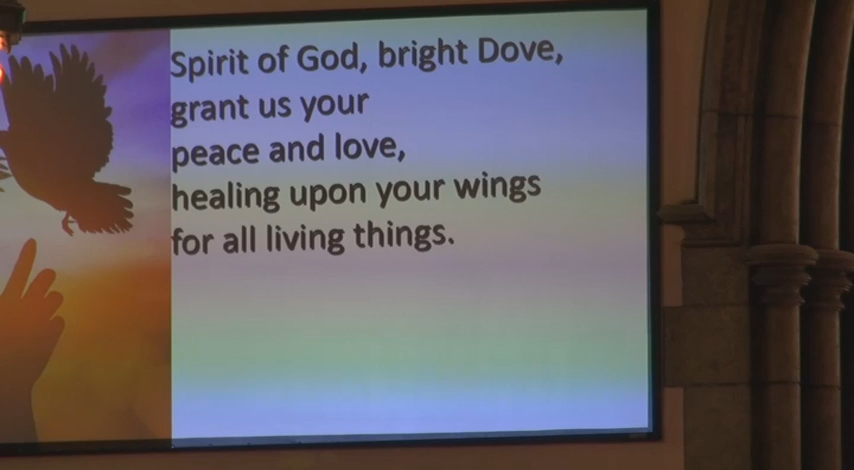 Spirit of God, bright Dove,
grant us your
peace and love,
healing upon your wings
for all living things.